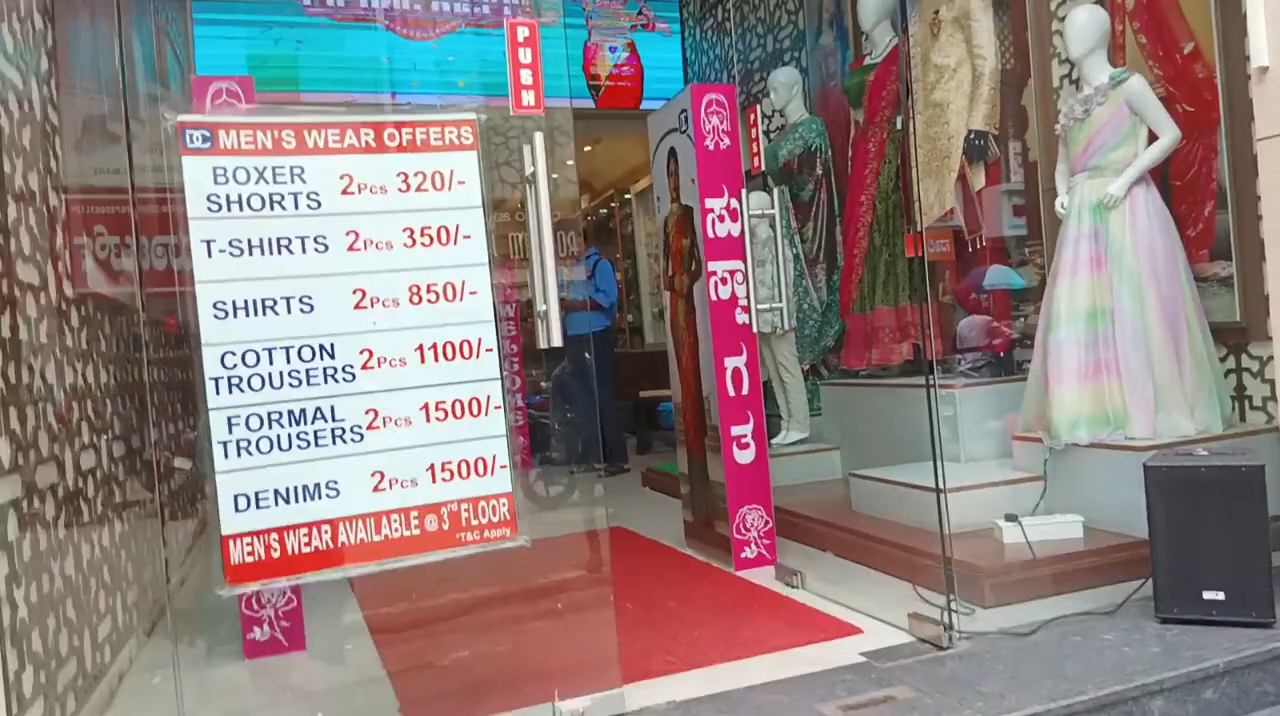 PUSH
DC MEN'S WEAR OFFERS
BOXER SHORTS 2Pcs 320/-
T-SHIRTS 2Pcs 350/-
SHIRTS 2Pcs 850/-
COTTON TROUSERS 2Pcs 1100/-
FORMAL TROUSERS 2Pcs 1500/-
DENIMS 2Pcs 1500/-
MEN'S WEAR AVAILABLE @ 3rd FLOOR
*T&C Apply
PUSH